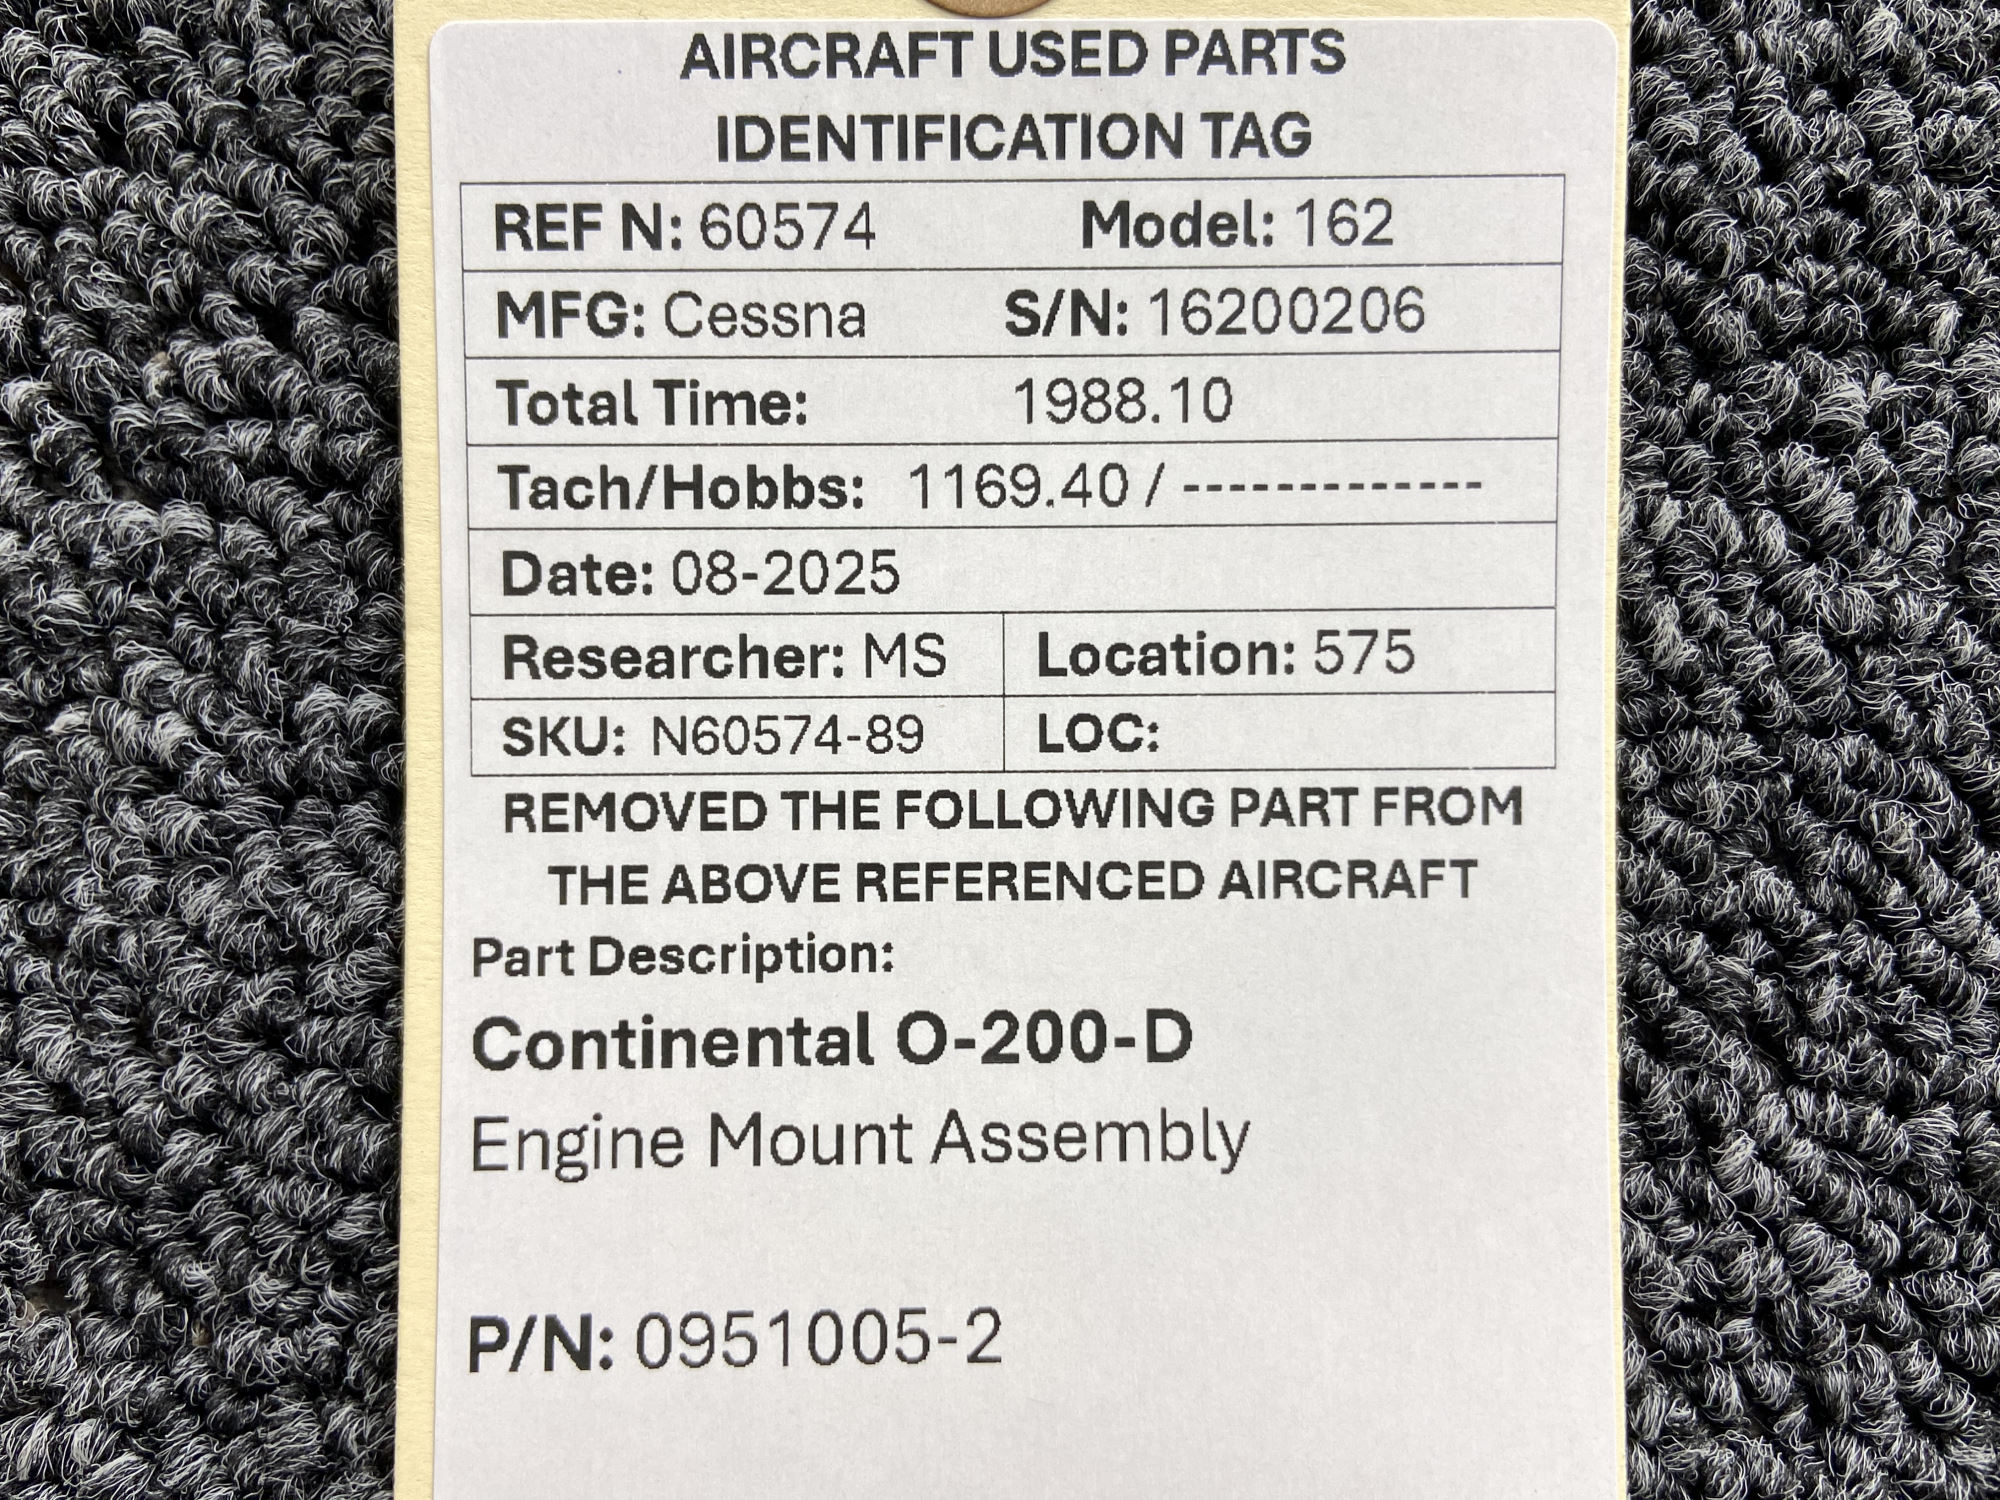 AIRCRAFT USED PARTS
IDENTIFICATION TAG
REF N: 60574 Model: 162
MFG: Cessna S/N: 16200206
Total Time: 1988.10
Tach/Hobbs: 1169.40 / -------------
Date: 08-2025
Researcher: MS Location: 575
SKU: N60574-89 LOC:
REMOVED THE FOLLOWING PART FROM
THE ABOVE REFERENCED AIRCRAFT
Part Description:
Continental O-200-D
Engine Mount Assembly
P/N: 0951005-2